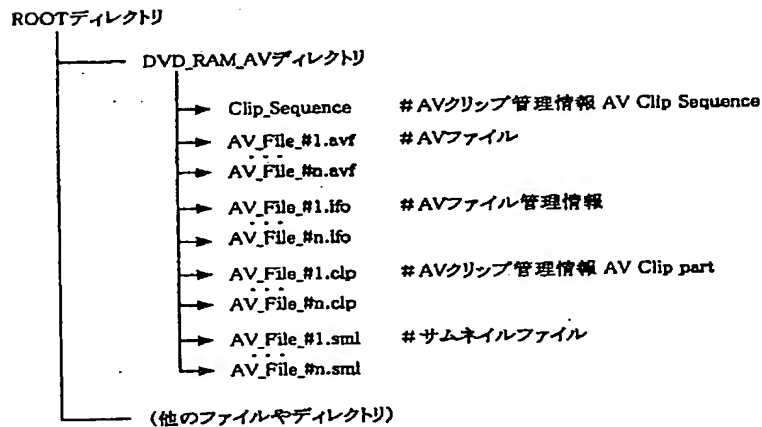 ROOTディレクトリ
DVD_RAM_AVディレクトリ
Clip_Sequence #AVクリップ管理情報 AV Clip Sequence
AV_File_#1.avf #AVファイル
...
AV_File_#n.avf
AV_File_#1.ifo #AVファイル管理情報
...
AV_File_#n.ifo
AV_File_#1.clp #AVクリップ管理情報 AV Clip part
...
AV_File_#n.clp
AV_File_#1.sml #サムネイルファイル
...
AV_File_#n.sml
(他のファイルやディレクトリ)